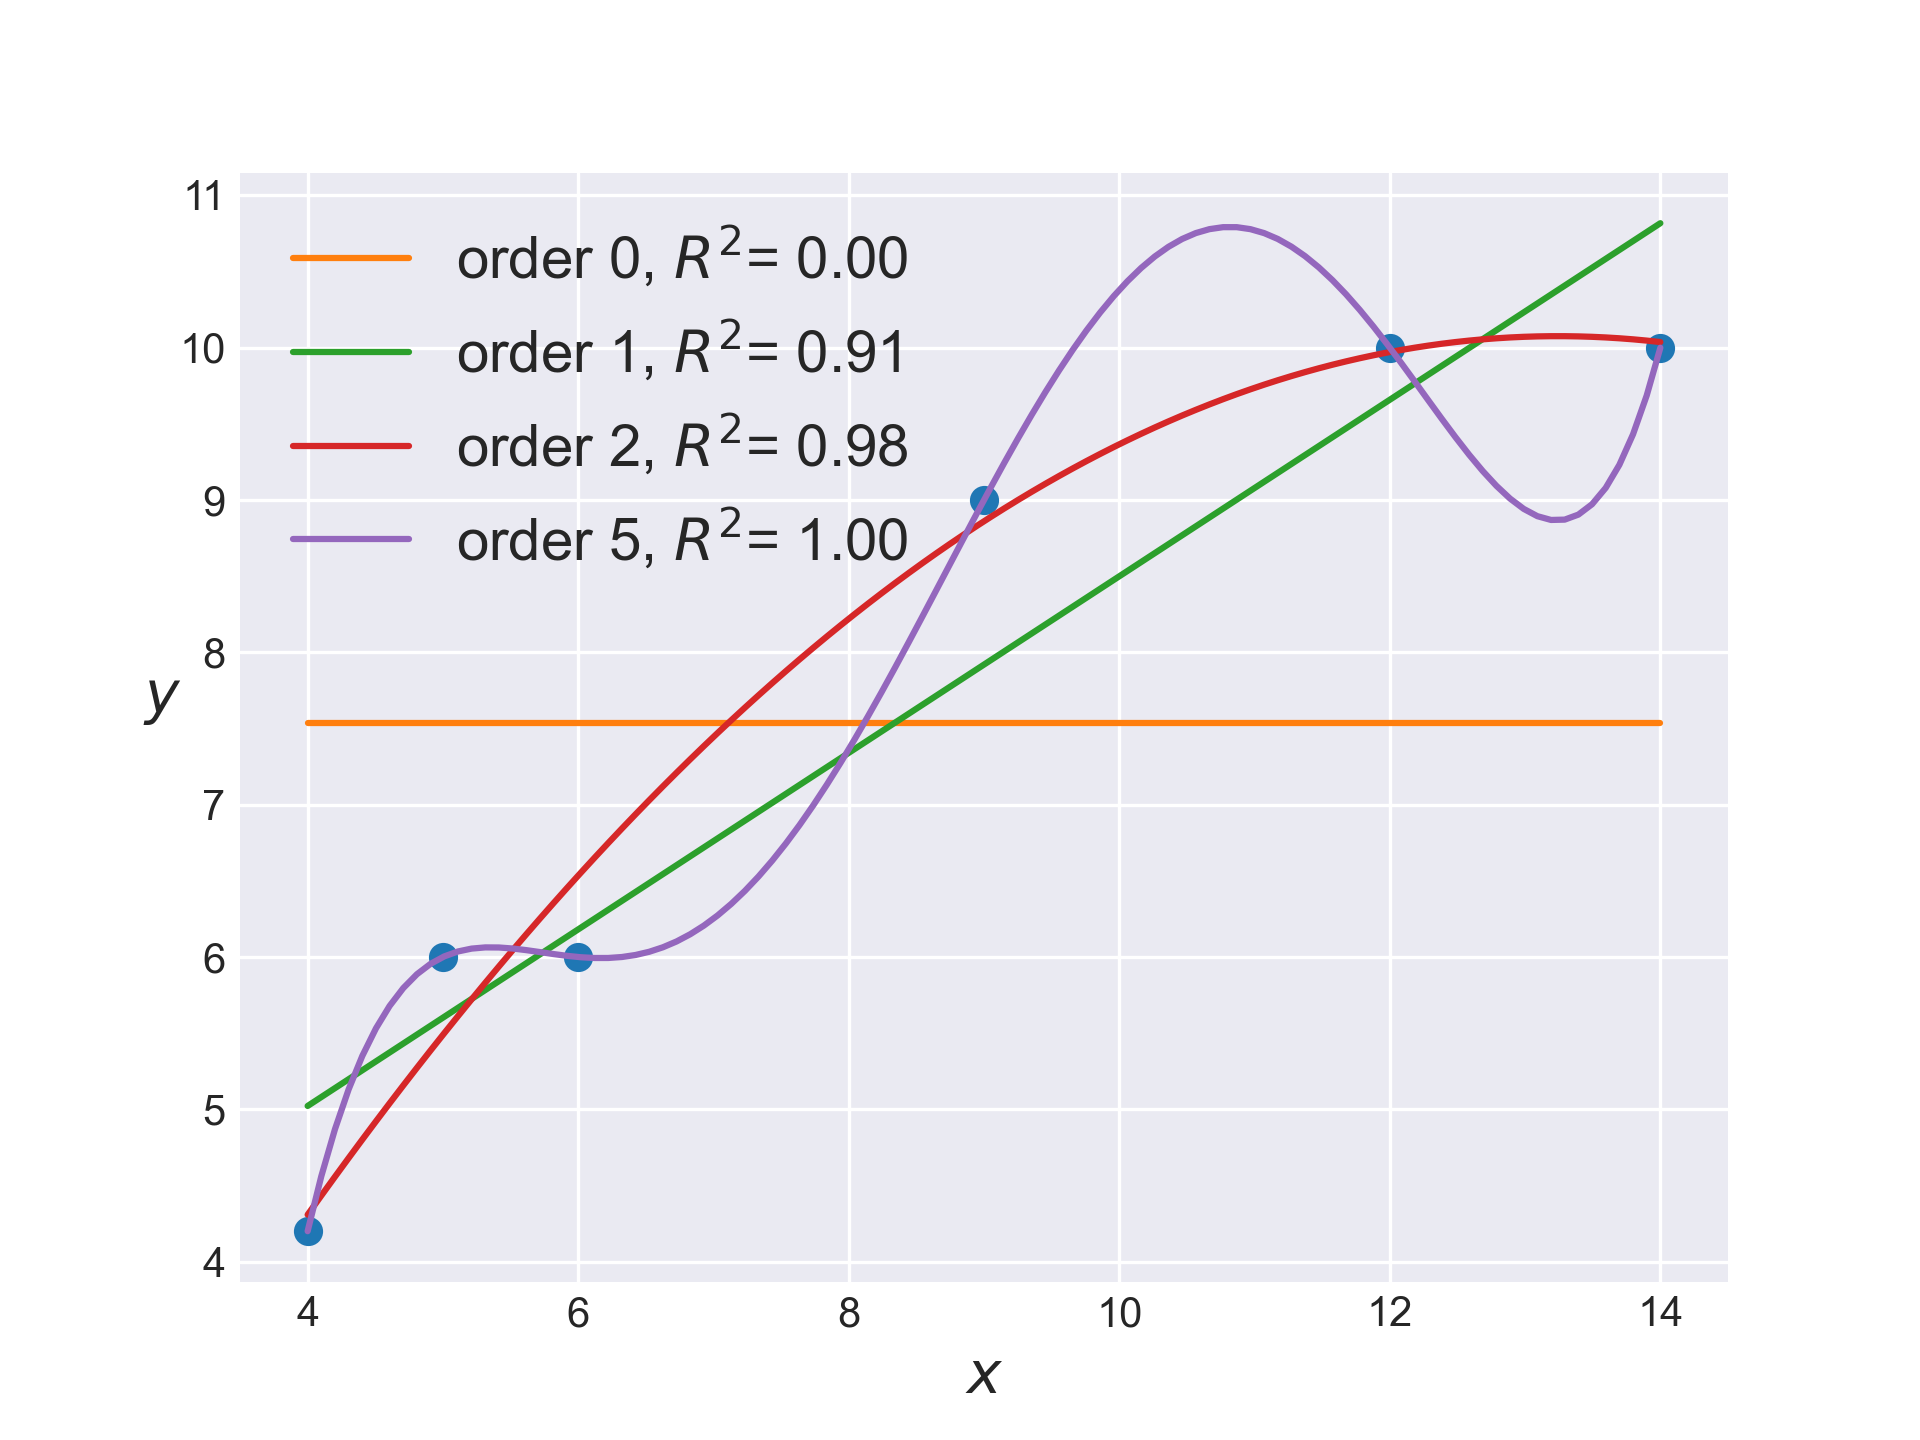 11
10
9
8
7
6
5
4
y
order 0, R²= 0.00
order 1, R²= 0.91
order 2, R²= 0.98
order 5, R²= 1.00
4 6 8 10 12 14
x